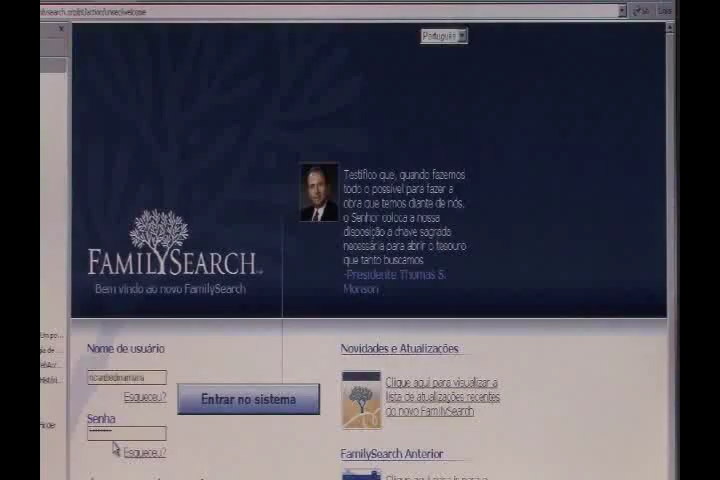 Português
Testifico que, quando fazemos
todo o possível para fazer a
obra que temos diante de nós,
o Senhor coloca a nossa
disposição a chave sagrada
necessária para abrir o tesouro
que tanto buscamos
-Presidente Thomas S.
Monson
FAMILYSEARCH
Bem vindo ao novo FamilySearch
Nome de usuário
Esqueceu?
Entrar no sistema
Senha
Esqueceu?
Novidades e Atualizações
Clique aqui para visualizar a
lista de atualizações recentes
do novo FamilySearch
FamilySearch Anterior